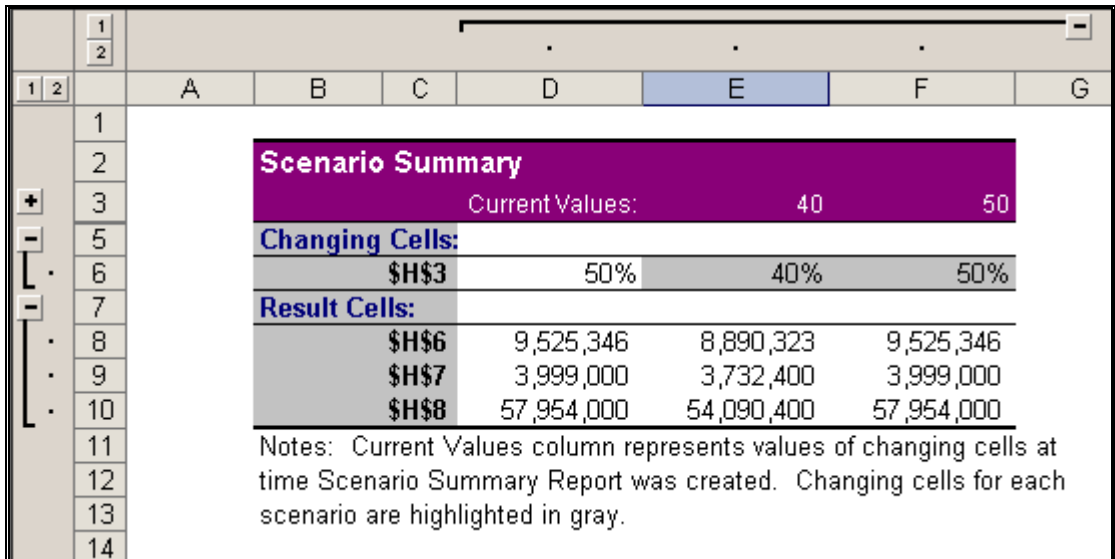 1
2
1 2 A B C D E F G
1
2 Scenario Summary
3 Current Values: 40 50
5 Changing Cells:
6 $H$3 50% 40% 50%
7 Result Cells:
8 $H$6 9,525,346 8,890,323 9,525,346
9 $H$7 3,999,000 3,732,400 3,999,000
10 $H$8 57,954,000 54,090,400 57,954,000
11 Notes: Current Values column represents values of changing cells at
12 time Scenario Summary Report was created. Changing cells for each
13 scenario are highlighted in gray.
14